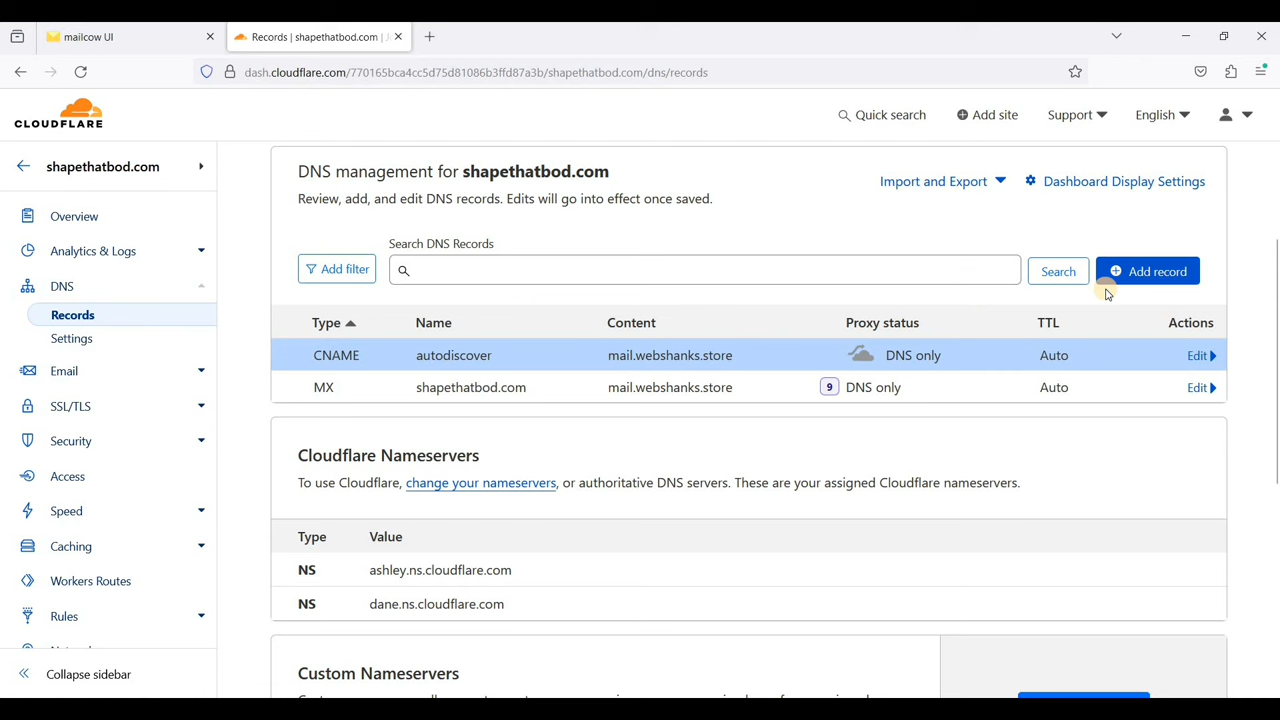 mailcow UI
Records | shapethatbod.com | J
dash.cloudflare.com/770165bca4cc5d75d81086b3ffd87a3b/shapethatbod.com/dns/records
CLOUDFLARE
Quick search
Add site
Support
English
shapethatbod.com
Overview
Analytics & Logs
DNS
Records
Settings
Email
SSL/TLS
Security
Access
Speed
Caching
Workers Routes
Rules
Collapse sidebar
DNS management for shapethatbod.com
Review, add, and edit DNS records. Edits will go into effect once saved.
Import and Export
Dashboard Display Settings
Search DNS Records
Add filter
Search
Add record
Type Name Content Proxy status TTL Actions
CNAME autodiscover mail.webshanks.store DNS only Auto Edit
MX shapethatbod.com mail.webshanks.store 9 DNS only Auto Edit
Cloudflare Nameservers
To use Cloudflare, change your nameservers, or authoritative DNS servers. These are your assigned Cloudflare nameservers.
Type Value
NS ashley.ns.cloudflare.com
NS dane.ns.cloudflare.com
Custom Nameservers